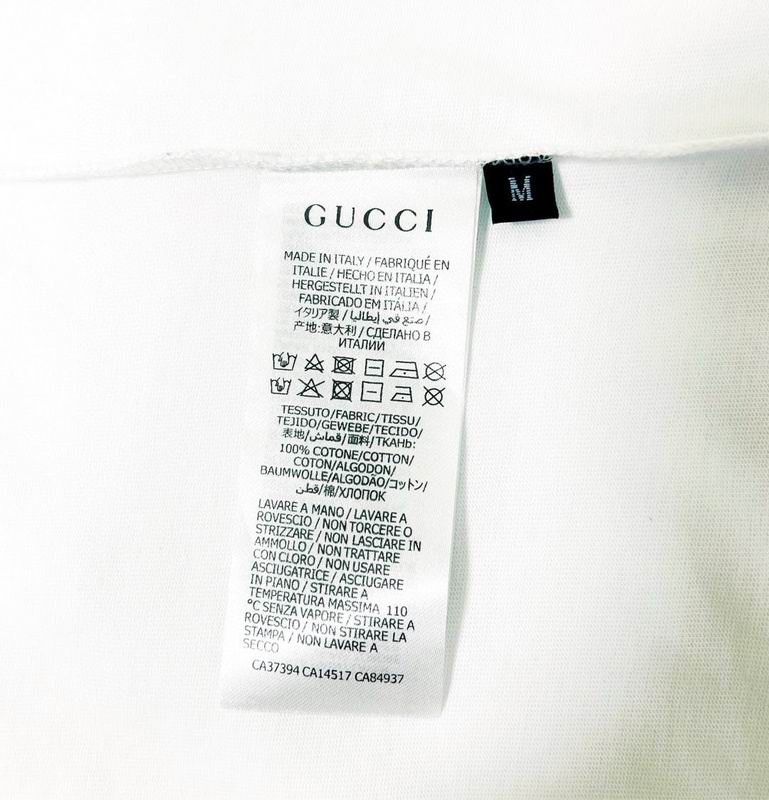 GUCCI
M
MADE IN ITALY / FABRIQUÉ EN
ITALIE / HECHO EN ITALIA /
HERGESTELLT IN ITALIEN /
FABRICADO EM ITÁLIA /
イタリア製 / صنع في إيطاليا /
产地:意大利 / СДЕЛАНО В
ИТАЛИИ
TESSUTO/FABRIC/TISSU/
TEJIDO/GEWEBE/TECIDO/
表地/قماش/面料/ТКАНЬ:
100% COTONE/COTTON/
COTON/ALGODON/
BAUMWOLLE/ALGODÃO/コットン/
قطن/棉/ХЛОПОК
LAVARE A MANO / LAVARE A
ROVESCIO / NON TORCERE O
STRIZZARE / NON LASCIARE IN
AMMOLLO / NON TRATTARE
CON CLORO / NON USARE
ASCIUGATRICE / ASCIUGARE
IN PIANO / STIRARE A
TEMPERATURA MASSIMA 110
°C SENZA VAPORE / STIRARE A
ROVESCIO / NON STIRARE LA
STAMPA / NON LAVARE A
SECCO
CA37394 CA14517 CA84937